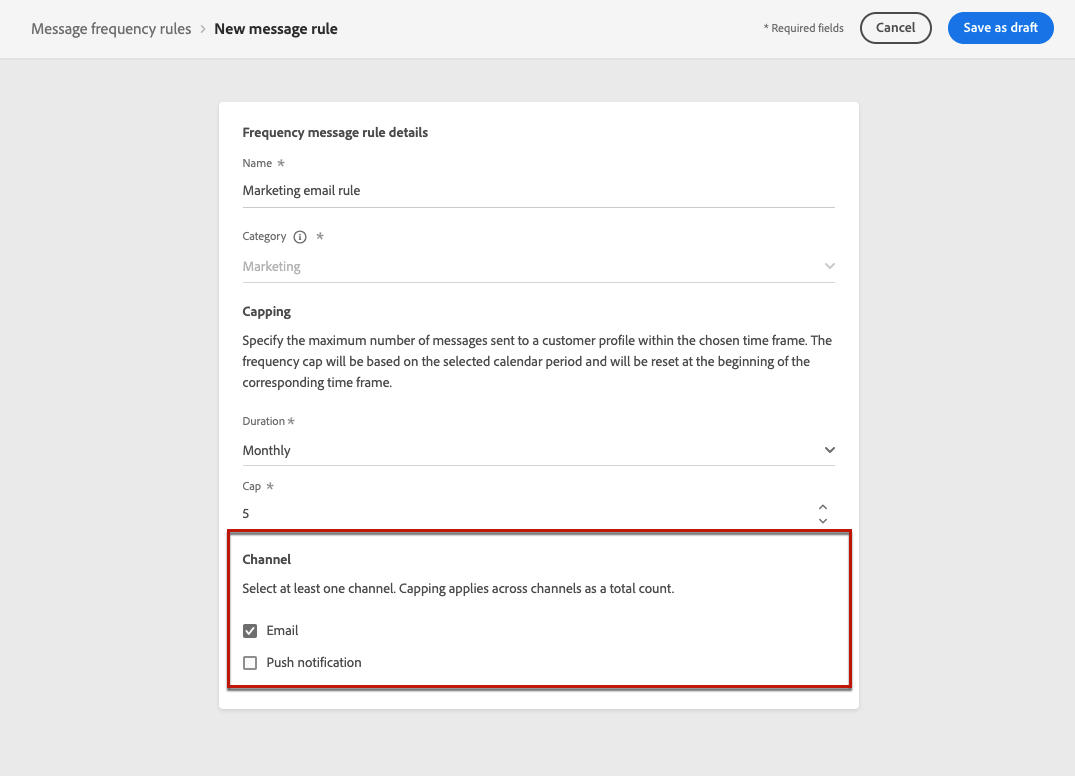 Message frequency rules > New message rule
* Required fields
Cancel
Save as draft
Frequency message rule details
Name *
Marketing email rule
Category *
Marketing
Capping
Specify the maximum number of messages sent to a customer profile within the chosen time frame. The
frequency cap will be based on the selected calendar period and will be reset at the beginning of the
corresponding time frame.
Duration *
Monthly
Cap *
5
Channel
Select at least one channel. Capping applies across channels as a total count.
Email
Push notification